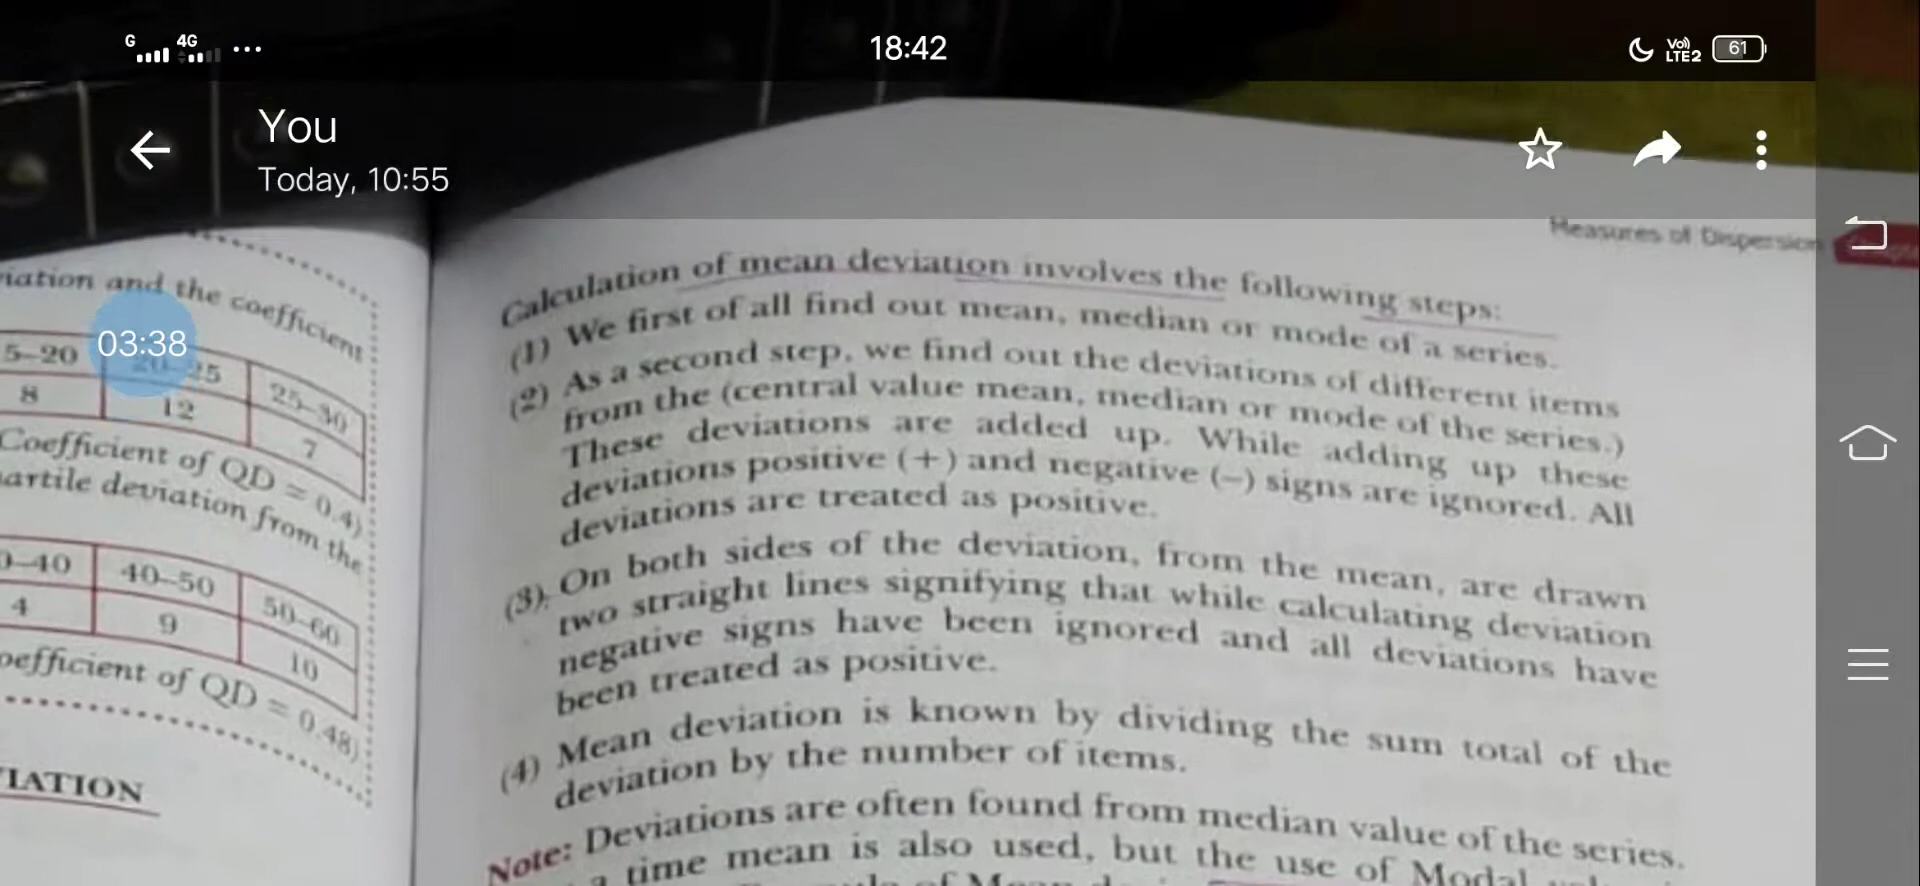 G 4G ...
18:42
Vo) LTE2 61
You
Today, 10:55
Measures of Dispersion
iation and the coefficient
03:38
5-20 20-25 25-30
8 12 7
Coefficient of QD = 0.4)
artile deviation from the
0-40 40-50 50-60
4 9 10
oefficient of QD = 0.48)
IATION
Calculation of mean deviation involves the following steps:
(1) We first of all find out mean, median or mode of a series.
(2) As a second step, we find out the deviations of different items
from the (central value mean, median or mode of the series.)
These deviations are added up. While adding up these
deviations positive (+) and negative (–) signs are ignored. All
deviations are treated as positive.
(3). On both sides of the deviation, from the mean, are drawn
two straight lines signifying that while calculating deviation
negative signs have been ignored and all deviations have
been treated as positive.
(4) Mean deviation is known by dividing the sum total of the
deviation by the number of items.
Note: Deviations are often found from median value of the series.
a time mean is also used, but the use of Modal